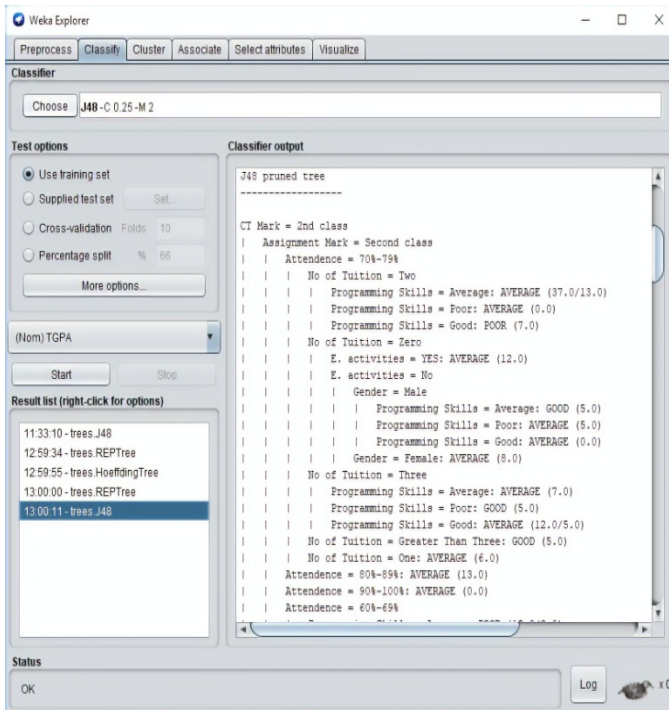 Weka Explorer
Preprocess Classify Cluster Associate Select attributes Visualize
Classifier
Choose J48 -C 0.25 -M 2
Test options
Use training set
Supplied test set Set...
Cross-validation Folds 10
Percentage split % 66
More options...
(Nom) TGPA
Start Stop
Result list (right-click for options)
11:33:10 - trees.J48
12:59:34 - trees.REPTree
12:59:55 - trees.HoeffdingTree
13:00:00 - trees.REPTree
13:00:11 - trees.J48
Classifier output
J48 pruned tree
------------------
CT Mark = 2nd class
|   Assignment Mark = Second class
|   |   Attendence = 70%-79%
|   |   |   No of Tuition = Two
|   |   |   |   Programming Skills = Average: AVERAGE (37.0/13.0)
|   |   |   |   Programming Skills = Poor: AVERAGE (0.0)
|   |   |   |   Programming Skills = Good: POOR (7.0)
|   |   |   No of Tuition = Zero
|   |   |   |   E. activities = YES: AVERAGE (12.0)
|   |   |   |   E. activities = No
|   |   |   |   |   Gender = Male
|   |   |   |   |   |   Programming Skills = Average: GOOD (5.0)
|   |   |   |   |   |   Programming Skills = Poor: AVERAGE (5.0)
|   |   |   |   |   |   Programming Skills = Good: AVERAGE (0.0)
|   |   |   |   |   Gender = Female: AVERAGE (8.0)
|   |   |   No of Tuition = Three
|   |   |   |   Programming Skills = Average: AVERAGE (7.0)
|   |   |   |   Programming Skills = Poor: GOOD (5.0)
|   |   |   |   Programming Skills = Good: AVERAGE (12.0/5.0)
|   |   |   No of Tuition = Greater Than Three: GOOD (5.0)
|   |   |   No of Tuition = One: AVERAGE (6.0)
|   |   Attendence = 80%-89%: AVERAGE (13.0)
|   |   Attendence = 90%-100%: AVERAGE (0.0)
|   |   Attendence = 60%-69%
Status
OK
Log
x 0